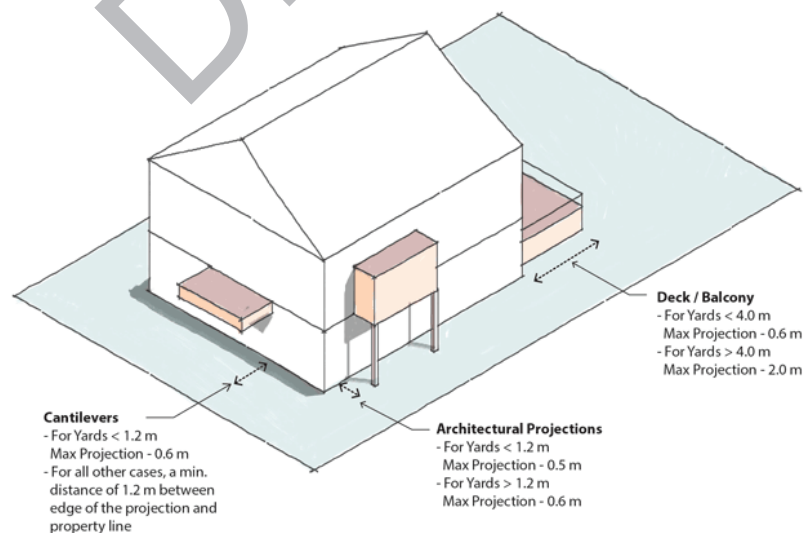 Deck / Balcony
- For Yards < 4.0 m
Max Projection - 0.6 m
- For Yards > 4.0 m
Max Projection - 2.0 m
Cantilevers
- For Yards < 1.2 m
Max Projection - 0.6 m
- For all other cases, a min.
distance of 1.2 m between
edge of the projection and
property line
Architectural Projections
- For Yards < 1.2 m
Max Projection - 0.5 m
- For Yards > 1.2 m
Max Projection - 0.6 m